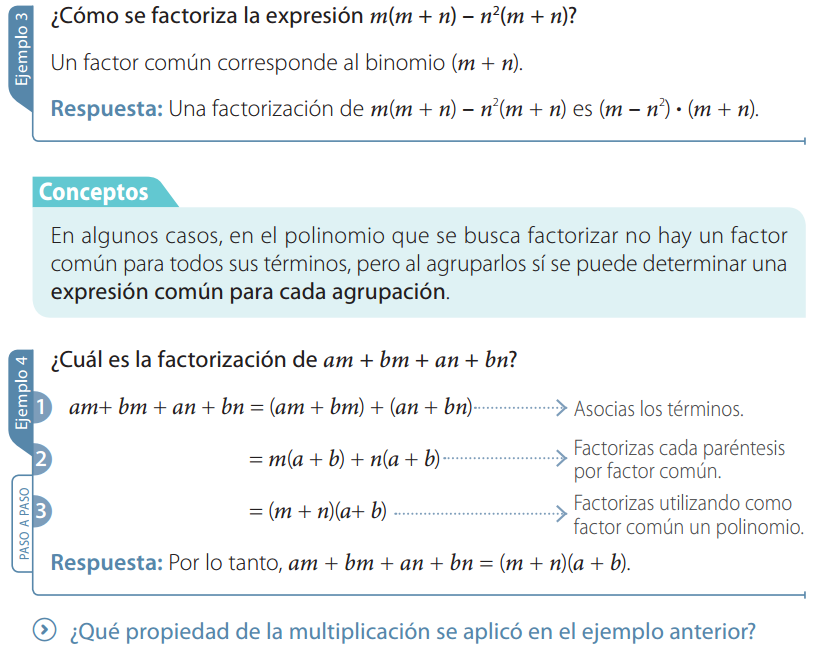 Ejemplo 3
¿Cómo se factoriza la expresión m(m + n) – n²(m + n)?
Un factor común corresponde al binomio (m + n).
Respuesta: Una factorización de m(m + n) – n²(m + n) es (m – n²) • (m + n).
Conceptos
En algunos casos, en el polinomio que se busca factorizar no hay un factor
común para todos sus términos, pero al agruparlos sí se puede determinar una
expresión común para cada agrupación.
Ejemplo 4
¿Cuál es la factorización de am + bm + an + bn?
PASO A PASO
1 am+ bm + an + bn = (am + bm) + (an + bn) Asocias los términos.
2 = m(a + b) + n(a + b) Factorizas cada paréntesis
por factor común.
3 = (m + n)(a+ b) Factorizas utilizando como
factor común un polinomio.
Respuesta: Por lo tanto, am + bm + an + bn = (m + n)(a + b).
¿Qué propiedad de la multiplicación se aplicó en el ejemplo anterior?